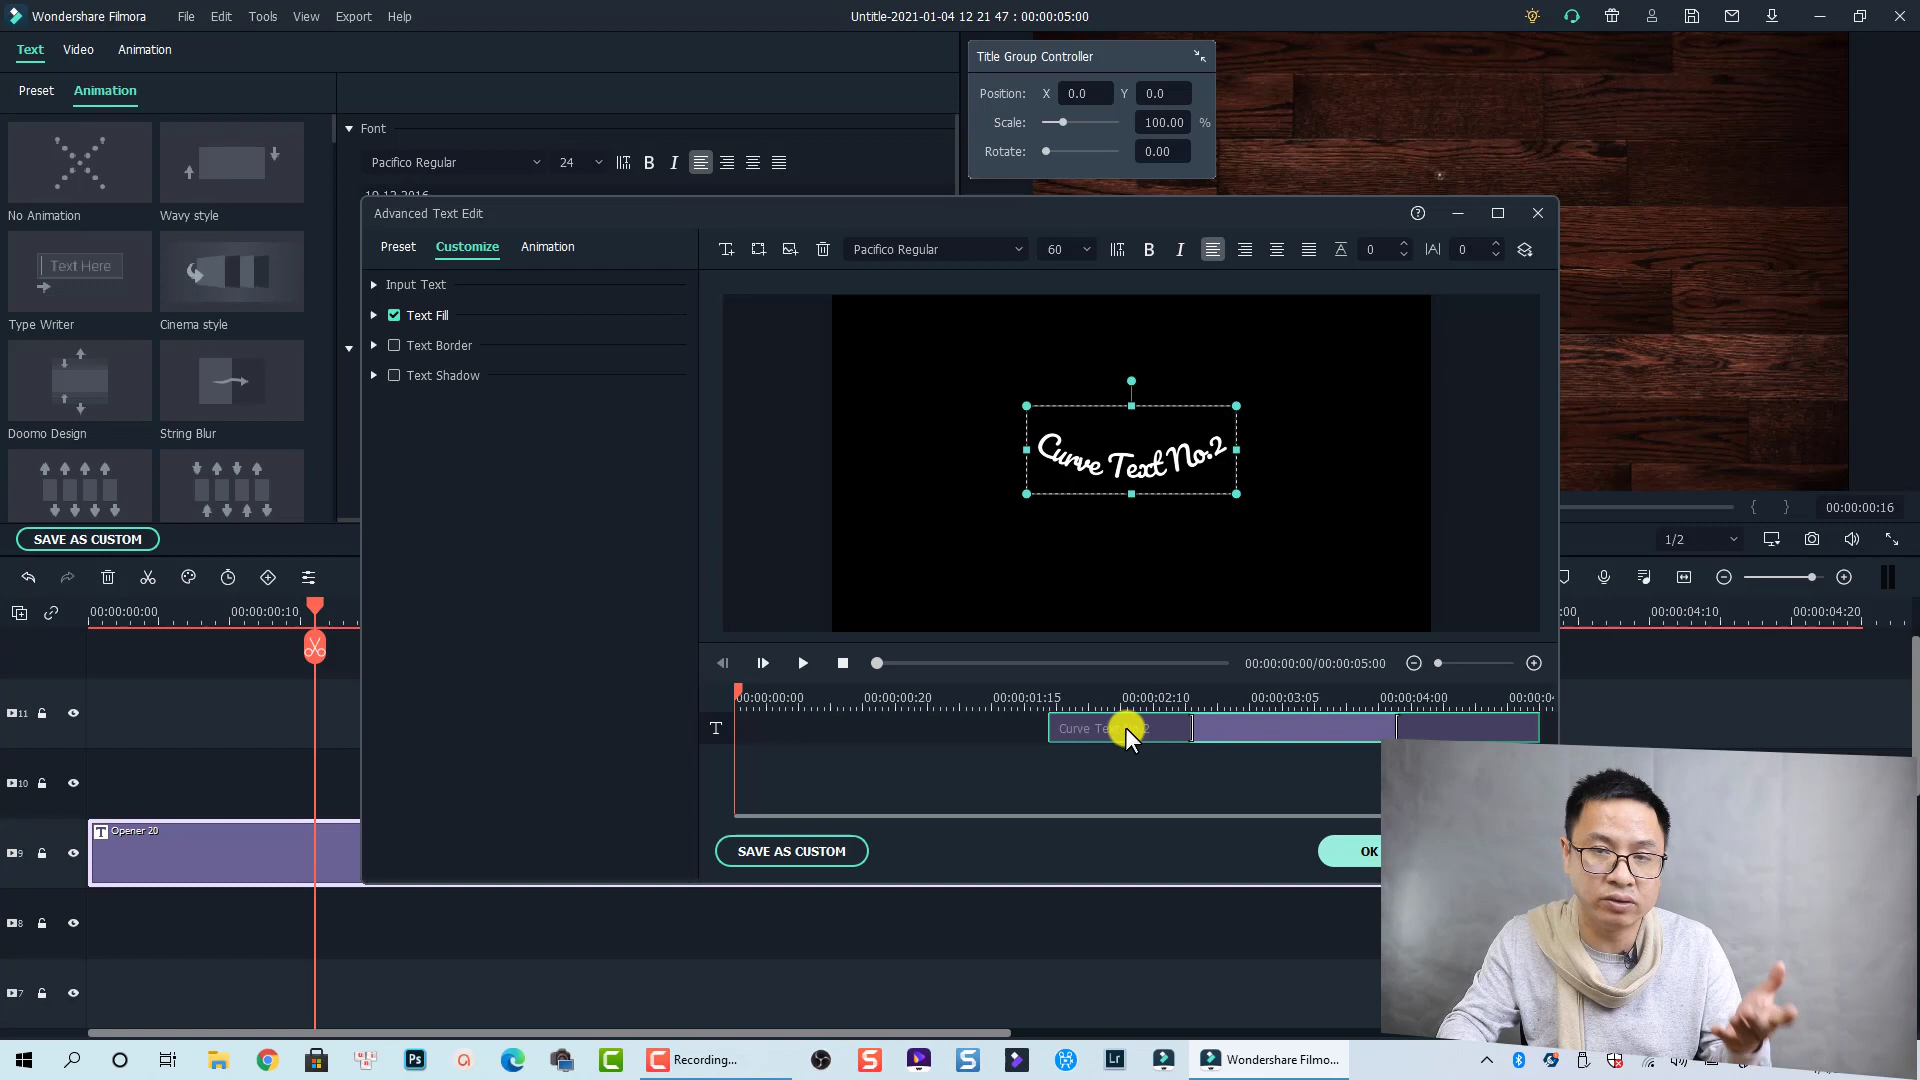 Wondershare Filmora File Edit Tools View Export Help Untitle-2021-01-04 12 21 47 : 00:00:05:00
Text Video Animation
Preset Animation
No Animation Wavy style
Text Here
Type Writer Cinema style
Doomo Design String Blur
SAVE AS CUSTOM
Font
Pacifico Regular 24
10.12.2016
Title Group Controller
Position: X 0.0 Y 0.0
Scale: 100.00 %
Rotate: 0.00
Advanced Text Edit
Preset Customize Animation
Pacifico Regular 60 0 0
Input Text
Text Fill
Text Border
Text Shadow
Curve Text No.2
00:00:00:00/00:00:05:00
00:00:00:00 00:00:00:20 00:00:01:15 00:00:02:10 00:00:03:05 00:00:04:00
SAVE AS CUSTOM OK
00:00:00:16
1/2
00:00:00:00 00:00:00:10 00:00:04:10 00:00:04:20
11
10
9 Opener 20
8
7
Recording... Lr Wondershare Filmo...
Ps